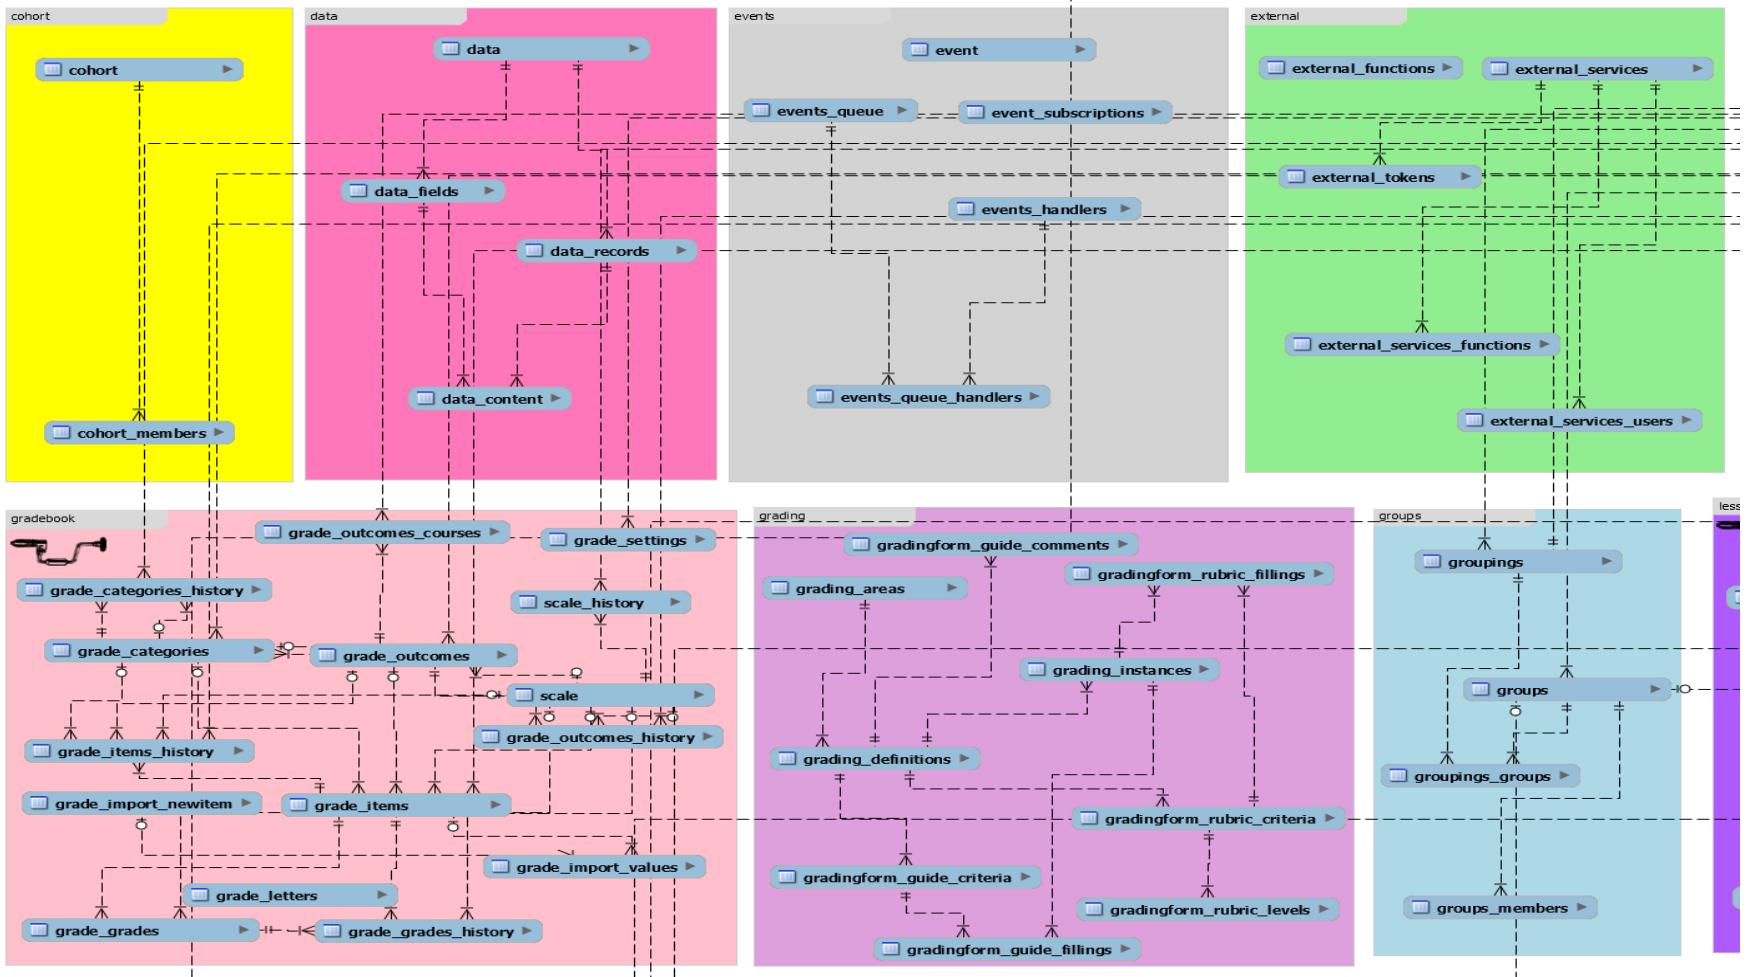 cohort
cohort
cohort_members
data
data
data_fields
data_records
data_content
events
event
events_queue
event_subscriptions
events_handlers
events_queue_handlers
external
external_functions
external_services
external_tokens
external_services_functions
external_services_users
gradebook
grade_outcomes_courses
grade_settings
grade_categories_history
scale_history
grade_categories
grade_outcomes
scale
grade_outcomes_history
grade_items_history
grade_import_newitem
grade_items
grade_import_values
grade_letters
grade_grades
grade_grades_history
grading
gradingform_guide_comments
gradingform_rubric_fillings
grading_areas
grading_instances
grading_definitions
gradingform_rubric_criteria
gradingform_guide_criteria
gradingform_rubric_levels
gradingform_guide_fillings
groups
groupings
groups
groupings_groups
groups_members
less